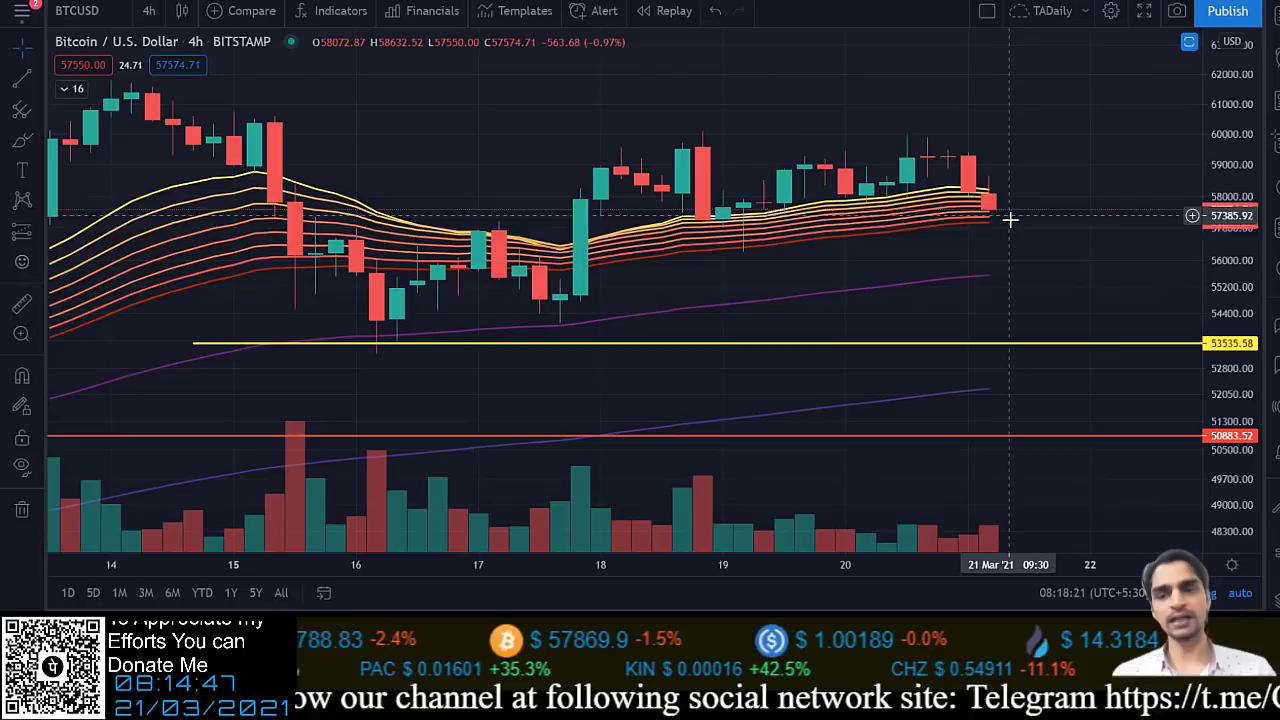 2
BTCUSD
4h
Compare
Indicators
Financials
Templates
Alert
Replay
TADaily
Publish
Bitcoin / U.S. Dollar · 4h · BITSTAMP
O58072.87 H58632.52 L57550.00 C57574.71 -563.68 (-0.97%)
USD
57550.00
24.71
57574.71
16
62000.00
61000.00
60000.00
59000.00
58000.00
57385.92
56000.00
55200.00
54400.00
53535.58
52800.00
52050.00
51300.00
50883.52
50500.00
49700.00
49000.00
48300.00
14
15
16
17
18
19
20
21 Mar '21 09:30
22
1D
5D
1M
3M
6M
YTD
1Y
5Y
All
08:18:21 (UTC+5:30
auto
To Appreciate my
Efforts You can
Donate Me
08:14:47
21/03/2021
788.83 -2.4%
$ 57869.9 -1.5%
$ 1.00189 -0.0%
$ 14.3184
PAC $ 0.01601 +35.3%
KIN $ 0.00016 +42.5%
CHZ $ 0.54911 -11.1%
ow our channel at following social network site: Telegram https://t.me/